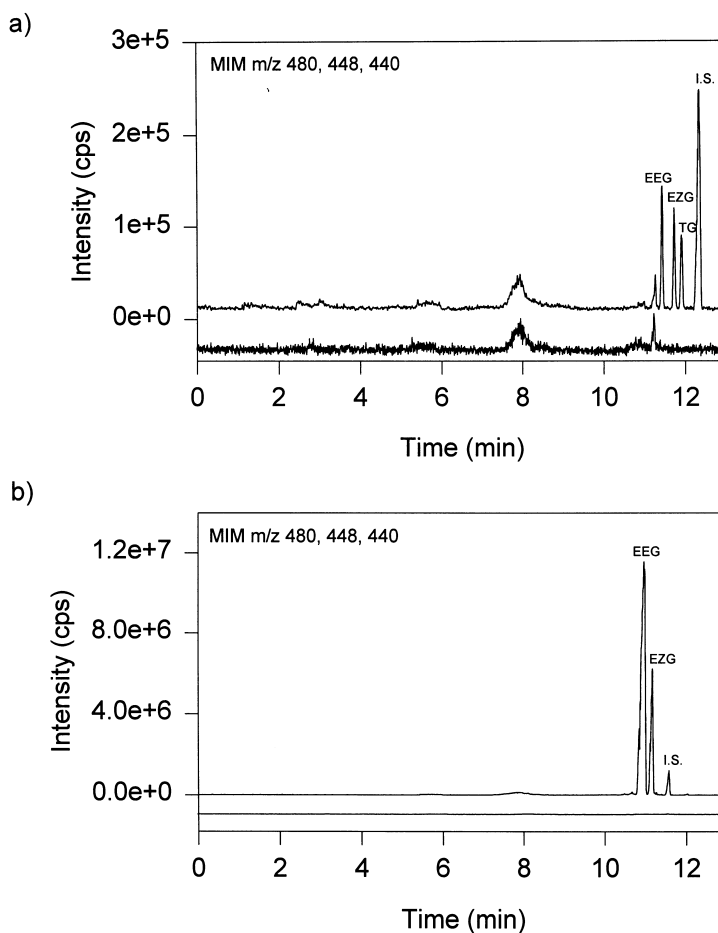 a)
3e+5
MIM m/z 480, 448, 440
I.S.
2e+5
EEG
EZG
1e+5
TG
0e+0
Intensity (cps)
0 2 4 6 8 10 12
Time (min)
b)
MIM m/z 480, 448, 440
1.2e+7
EEG
8.0e+6
EZG
4.0e+6
I.S.
0.0e+0
Intensity (cps)
0 2 4 6 8 10 12
Time (min)